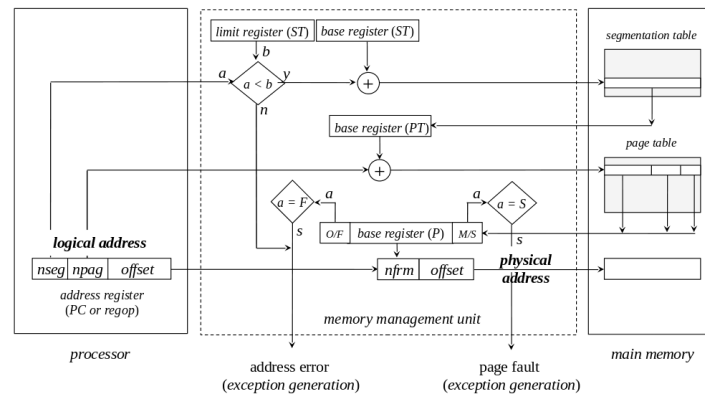 limit register (ST)
base register (ST)
segmentation table
b
a
a < b
y
+
n
base register (PT)
page table
+
a
a
a = F
a = S
s
O/F
base register (P)
M/S
s
logical address
nseg
npag
offset
nfrm
offset
physical
address
address register
(PC or regop)
memory management unit
processor
address error
(exception generation)
page fault
(exception generation)
main memory